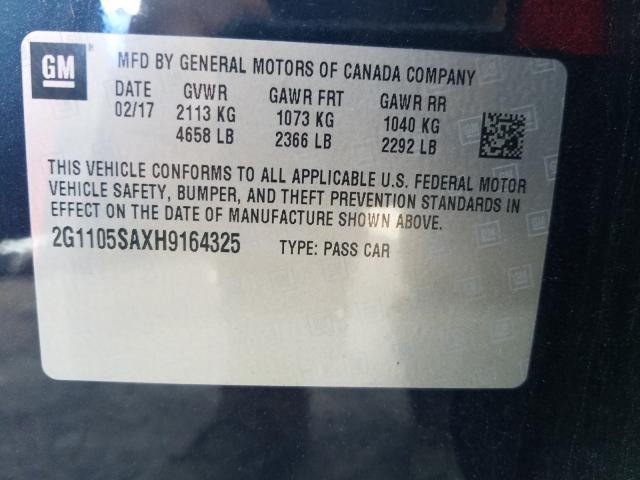 GM
MFD BY GENERAL MOTORS OF CANADA COMPANY
DATE GVWR GAWR FRT GAWR RR
02/17 2113 KG 1073 KG 1040 KG
4658 LB 2366 LB 2292 LB
THIS VEHICLE CONFORMS TO ALL APPLICABLE U.S. FEDERAL MOTOR
VEHICLE SAFETY, BUMPER, AND THEFT PREVENTION STANDARDS IN
EFFECT ON THE DATE OF MANUFACTURE SHOWN ABOVE.
2G1105SAXH9164325 TYPE: PASS CAR